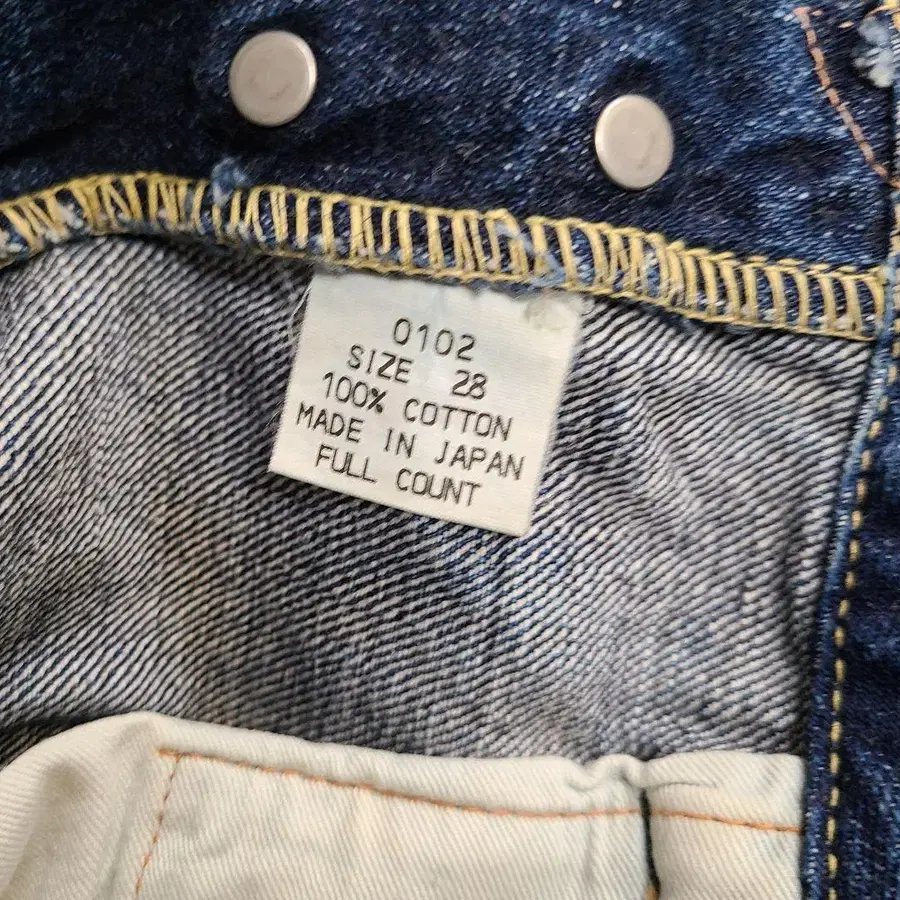 0102
SIZE 28
100% COTTON
MADE IN JAPAN
FULL COUNT